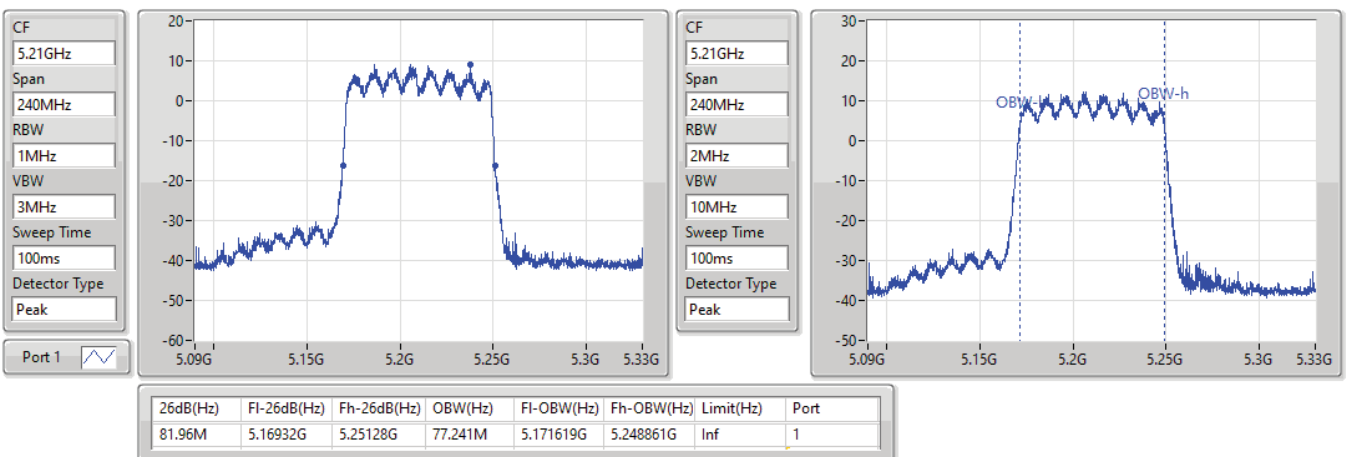 CF
5.21GHz
Span
240MHz
RBW
1MHz
VBW
3MHz
Sweep Time
100ms
Detector Type
Peak
Port 1
20
10
0
-10
-20
-30
-40
-50
-60
5.09G 5.15G 5.2G 5.25G 5.3G 5.33G
CF
5.21GHz
Span
240MHz
RBW
2MHz
VBW
10MHz
Sweep Time
100ms
Detector Type
Peak
30
20
10
0
-10
-20
-30
-40
-50
OBW-h
5.09G 5.15G 5.2G 5.25G 5.3G 5.33G
26dB(Hz) Fl-26dB(Hz) Fh-26dB(Hz) OBW(Hz) Fl-OBW(Hz) Fh-OBW(Hz) Limit(Hz) Port
81.96M 5.16932G 5.25128G 77.241M 5.171619G 5.248861G Inf 1